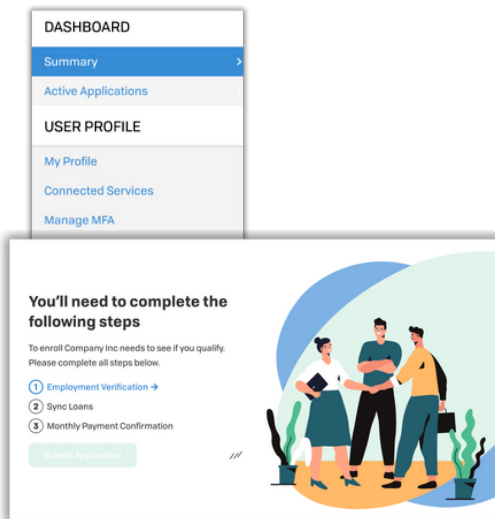 DASHBOARD
Summary
Active Applications
USER PROFILE
My Profile
Connected Services
Manage MFA
You'll need to complete the
following steps
To enroll Company Inc needs to see if you qualify.
Please complete all steps below.
1 Employment Verification →
2 Sync Loans
3 Monthly Payment Confirmation
Submit Application